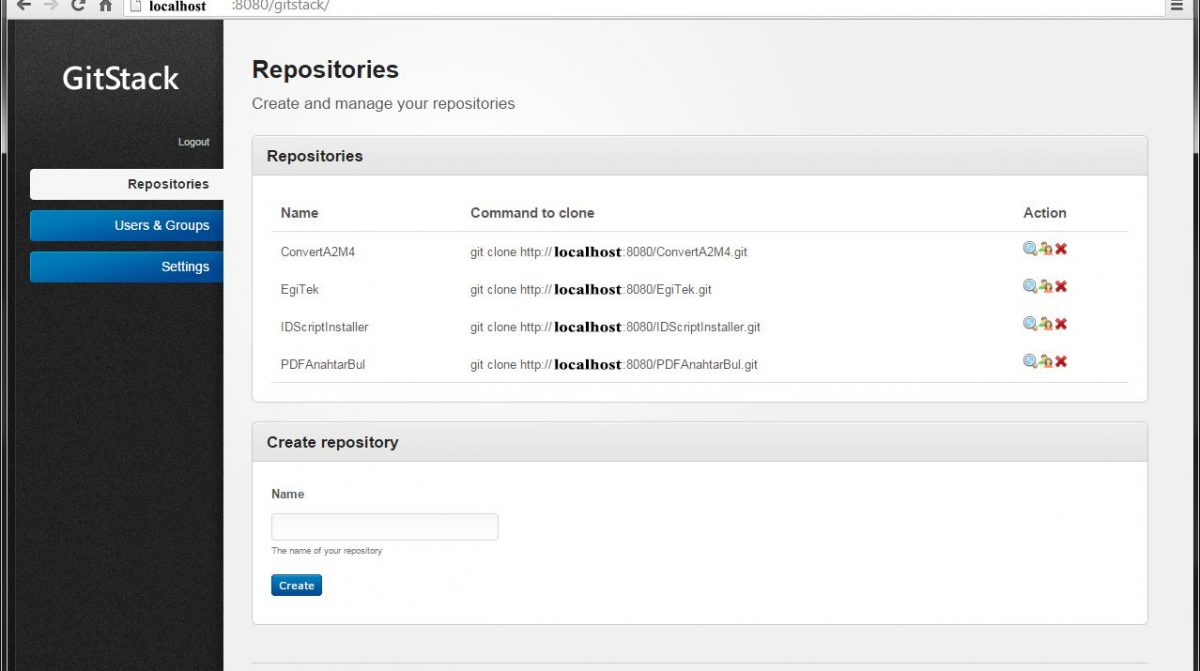 localhost :8080/gitstack/
GitStack
Logout
Repositories
Users & Groups
Settings
Repositories
Create and manage your repositories
Repositories
Name Command to clone Action
ConvertA2M4 git clone http://localhost:8080/ConvertA2M4.git
EgiTek git clone http://localhost:8080/EgiTek.git
IDScriptInstaller git clone http://localhost:8080/IDScriptInstaller.git
PDFAnahtarBul git clone http://localhost:8080/PDFAnahtarBul.git
Create repository
Name
The name of your repository
Create